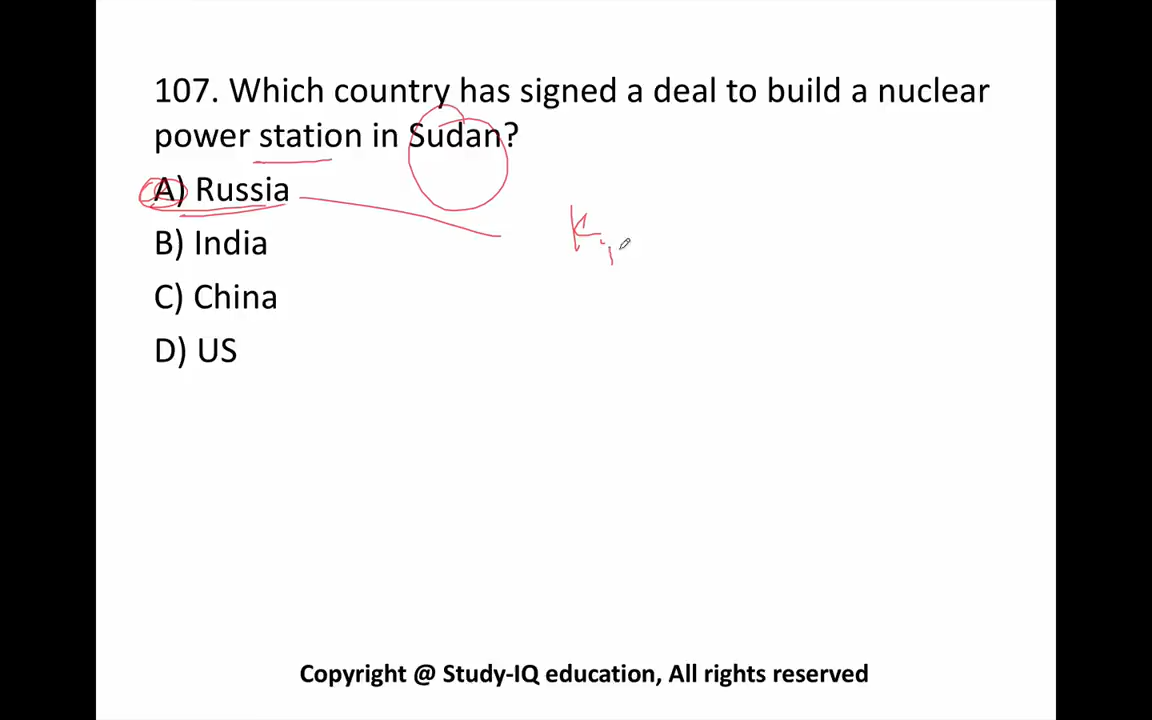 107. Which country has signed a deal to build a nuclear
power station in Sudan?
A) Russia
B) India
C) China
D) US
Copyright @ Study-IQ education, All rights reserved